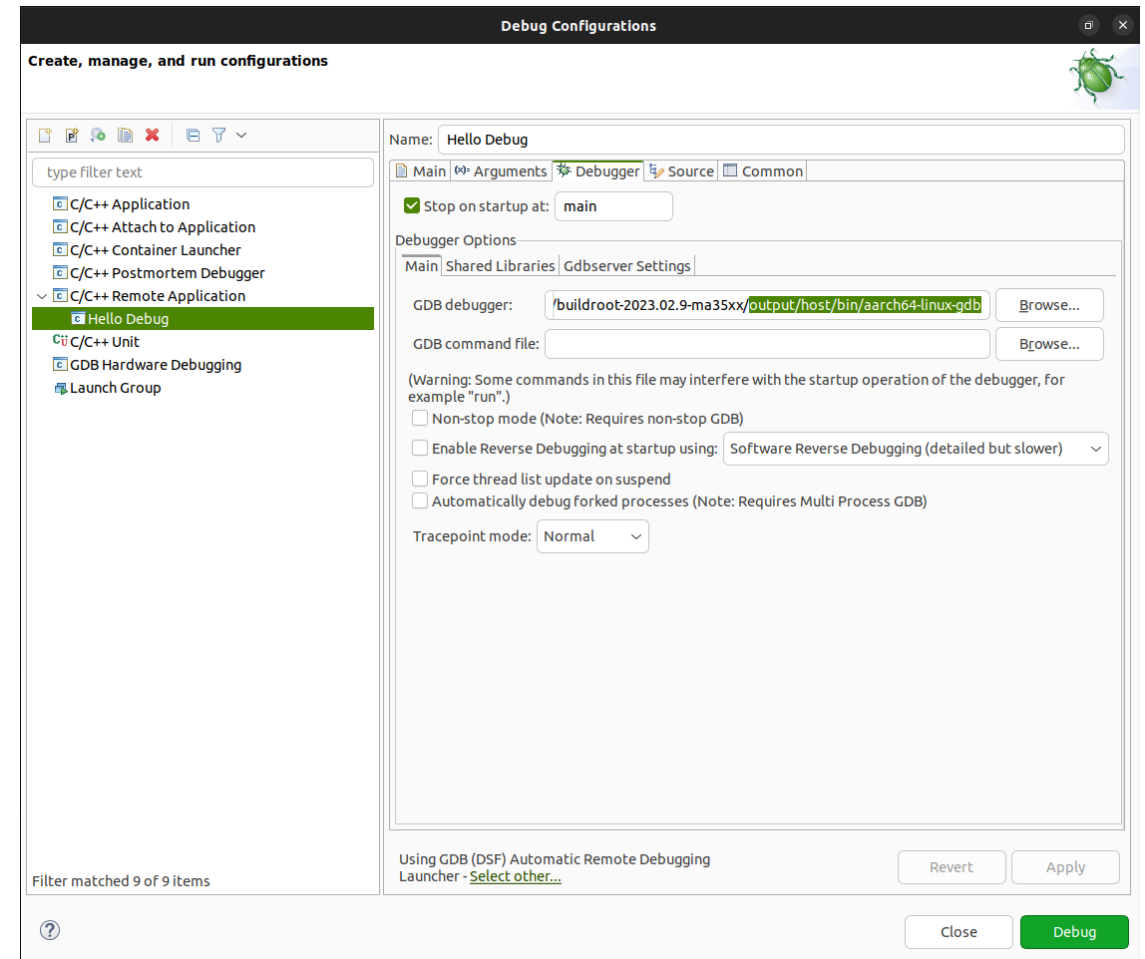 Debug Configurations
Create, manage, and run configurations
type filter text
C/C++ Application
C/C++ Attach to Application
C/C++ Container Launcher
C/C++ Postmortem Debugger
C/C++ Remote Application
Hello Debug
C/C++ Unit
GDB Hardware Debugging
Launch Group
Filter matched 9 of 9 items
Name: Hello Debug
Main Arguments Debugger Source Common
Stop on startup at: main
Debugger Options
Main Shared Libraries Gdbserver Settings
GDB debugger: /buildroot-2023.02.9-ma35xx/output/host/bin/aarch64-linux-gdb Browse...
GDB command file: Browse...
(Warning: Some commands in this file may interfere with the startup operation of the debugger, for
example "run".)
Non-stop mode (Note: Requires non-stop GDB)
Enable Reverse Debugging at startup using: Software Reverse Debugging (detailed but slower)
Force thread list update on suspend
Automatically debug forked processes (Note: Requires Multi Process GDB)
Tracepoint mode: Normal
Using GDB (DSF) Automatic Remote Debugging
Launcher - Select other...
Revert Apply
Close Debug